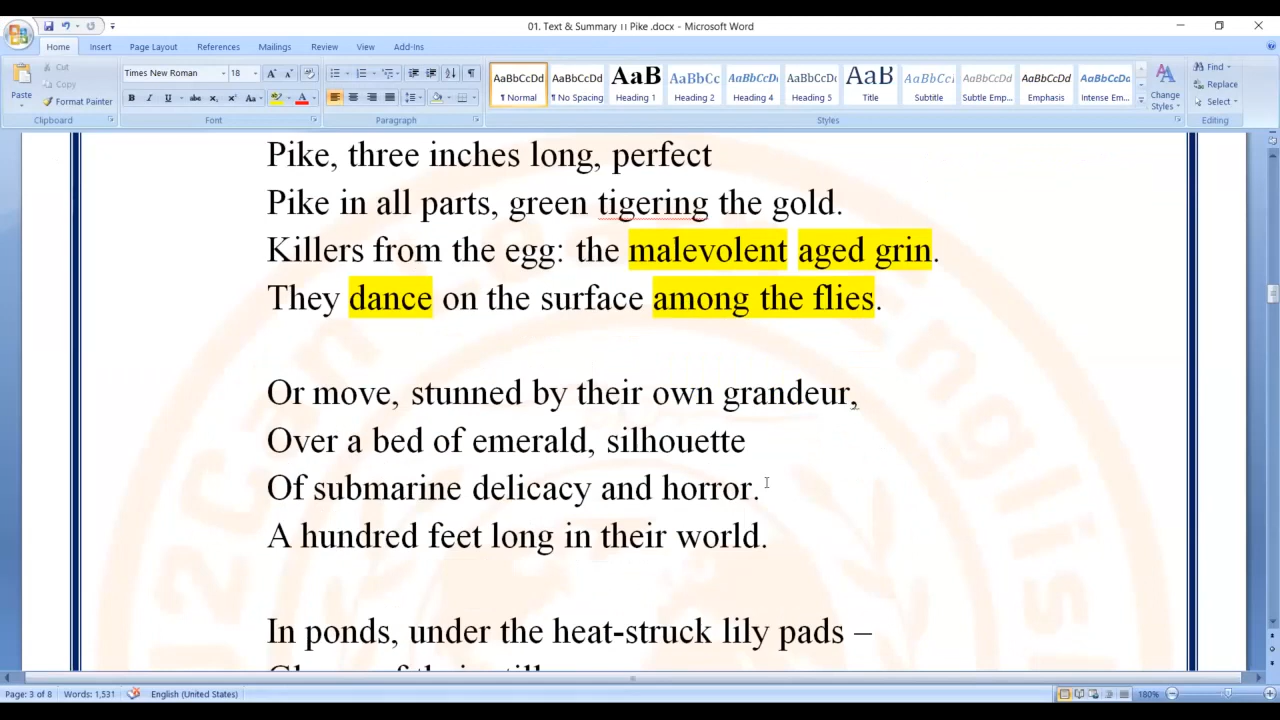 01. Text & Summary ।। Pike .docx - Microsoft Word
Home Insert Page Layout References Mailings Review View Add-Ins
Paste Cut Copy Format Painter Clipboard
Times New Roman 18 Font
Paragraph
AaBbCcDd ¶ Normal AaBbCcDd ¶ No Spacing AaB Heading 1 AaBbCc Heading 2 AaBbCcDd Heading 4 AaBbCcDc Heading 5 AaB Title AaBbCcDd Subtitle AaBbCcDd Subtle Emp... AaBbCcDd Emphasis AaBbCcDd Intense Em... Change Styles Styles
Find Replace Select Editing
Pike, three inches long, perfect
Pike in all parts, green tigering the gold.
Killers from the egg: the malevolent aged grin.
They dance on the surface among the flies.
Or move, stunned by their own grandeur,
Over a bed of emerald, silhouette
Of submarine delicacy and horror.
A hundred feet long in their world.
In ponds, under the heat-struck lily pads –
Page: 3 of 8 Words: 1,531 English (United States) 180%